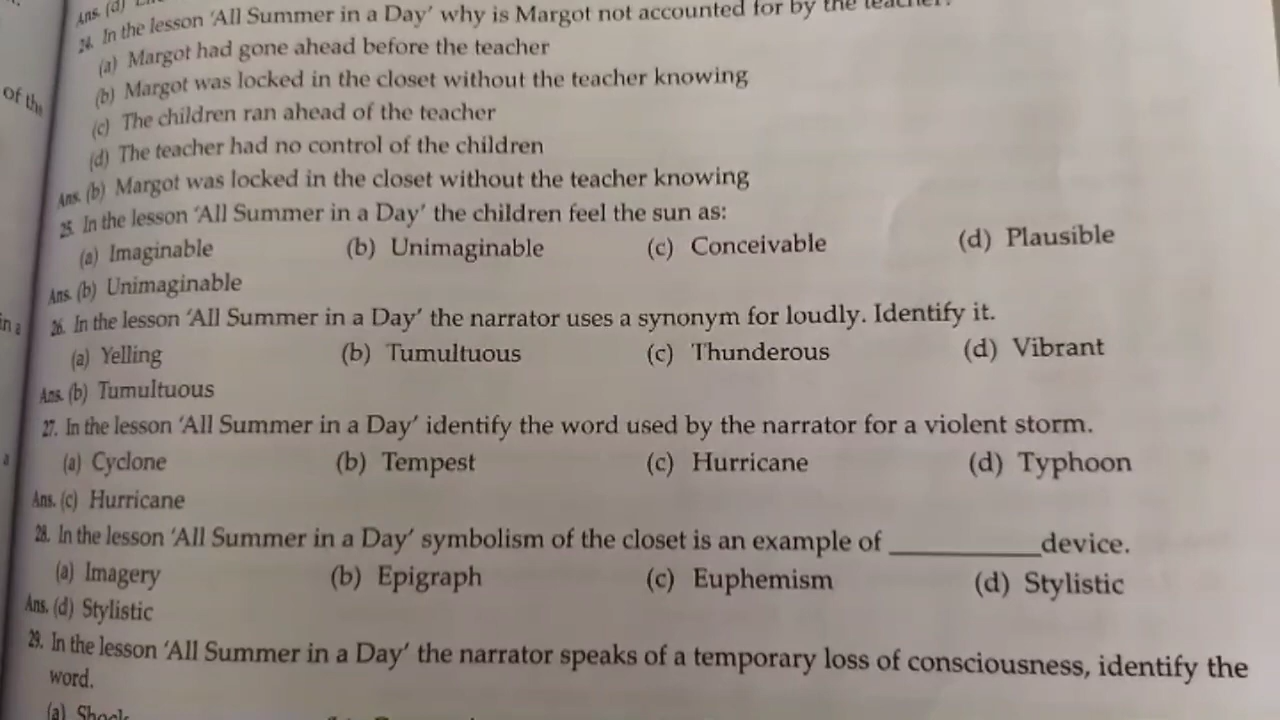 Ans. (d)
24. In the lesson 'All Summer in a Day' why is Margot not accounted for by the teacher?
(a) Margot had gone ahead before the teacher
(b) Margot was locked in the closet without the teacher knowing
(c) The children ran ahead of the teacher
(d) The teacher had no control of the children
Ans. (b) Margot was locked in the closet without the teacher knowing
25. In the lesson 'All Summer in a Day' the children feel the sun as:
(a) Imaginable (b) Unimaginable (c) Conceivable (d) Plausible
Ans. (b) Unimaginable
26. In the lesson 'All Summer in a Day' the narrator uses a synonym for loudly. Identify it.
(a) Yelling (b) Tumultuous (c) Thunderous (d) Vibrant
Ans. (b) Tumultuous
27. In the lesson 'All Summer in a Day' identify the word used by the narrator for a violent storm.
(a) Cyclone (b) Tempest (c) Hurricane (d) Typhoon
Ans. (c) Hurricane
28. In the lesson 'All Summer in a Day' symbolism of the closet is an example of ___________device.
(a) Imagery (b) Epigraph (c) Euphemism (d) Stylistic
Ans. (d) Stylistic
29. In the lesson 'All Summer in a Day' the narrator speaks of a temporary loss of consciousness, identify the
word.
(a) Shock
of the
in a
a